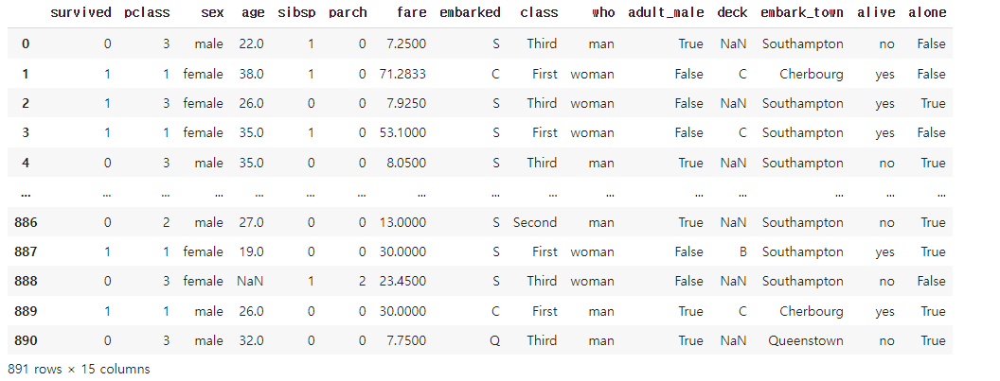 survived pclass sex age sibsp parch fare embarked class who adult_male deck embark_town alive alone
0 0 3 male 22.0 1 0 7.2500 S Third man True NaN Southampton no False
1 1 1 female 38.0 1 0 71.2833 C First woman False C Cherbourg yes False
2 1 3 female 26.0 0 0 7.9250 S Third woman False NaN Southampton yes True
3 1 1 female 35.0 1 0 53.1000 S First woman False C Southampton yes False
4 0 3 male 35.0 0 0 8.0500 S Third man True NaN Southampton no True
... ... ... ... ... ... ... ... ... ... ... ... ... ... ... ...
886 0 2 male 27.0 0 0 13.0000 S Second man True NaN Southampton no True
887 1 1 female 19.0 0 0 30.0000 S First woman False B Southampton yes True
888 0 3 female NaN 1 2 23.4500 S Third woman False NaN Southampton no False
889 1 1 male 26.0 0 0 30.0000 C First man True C Cherbourg yes True
890 0 3 male 32.0 0 0 7.7500 Q Third man True NaN Queenstown no True
891 rows × 15 columns